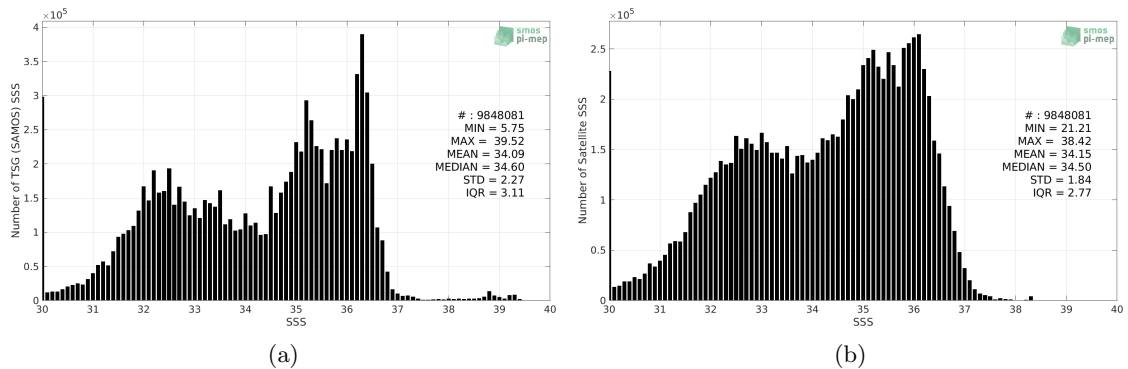 ×10^5
smos
pi-mep
Number of TSG (SAMOS) SSS
4
3.5
3
2.5
2
1.5
1
0.5
0
# : 9848081
MIN = 5.75
MAX = 39.52
MEAN = 34.09
MEDIAN = 34.60
STD = 2.27
IQR = 3.11
30 31 32 33 34 35 36 37 38 39 40
SSS
(a)
×10^5
smos
pi-mep
Number of Satellite SSS
2.5
2
1.5
1
0.5
0
# : 9848081
MIN = 21.21
MAX = 38.42
MEAN = 34.15
MEDIAN = 34.50
STD = 1.84
IQR = 2.77
30 31 32 33 34 35 36 37 38 39 40
SSS
(b)